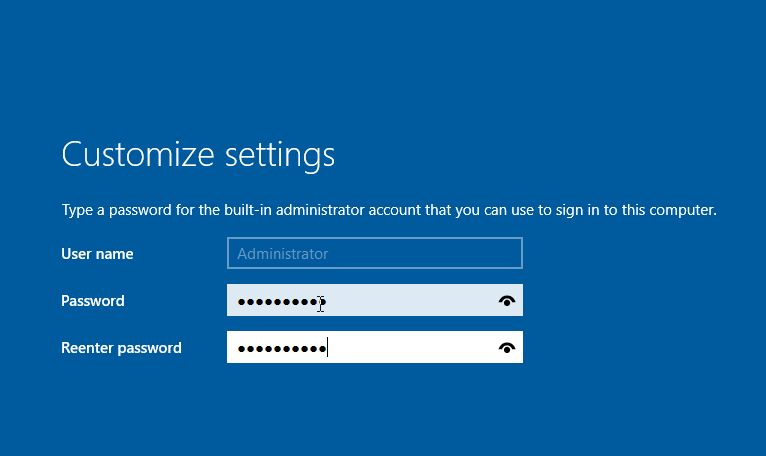 Customize settings
Type a password for the built-in administrator account that you can use to sign in to this computer.
User name
Administrator
Password
●●●●●●●●●●
Reenter password
●●●●●●●●●●